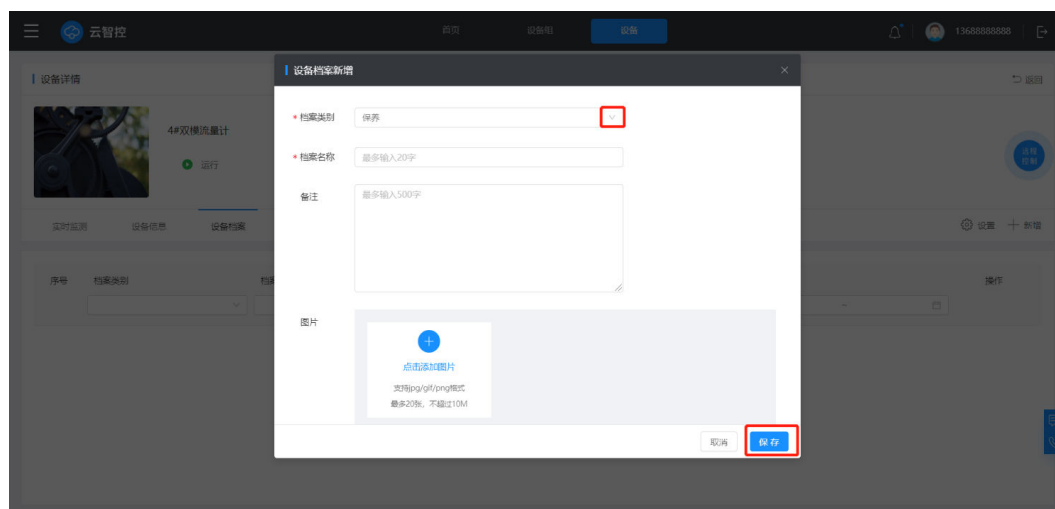 云智控
首页
设备组
设备
13688888888
设备详情
返回
4#双模流量计
运行
远程
控制
实时监测
设备信息
设备档案
设置
新增
序号
档案类别
操作
设备档案新增
* 档案类别
保养
* 档案名称
最多输入20字
备注
最多输入500字
图片
点击添加图片
支持jpg/gif/png格式
最多20张，不超过10M
取消
保存